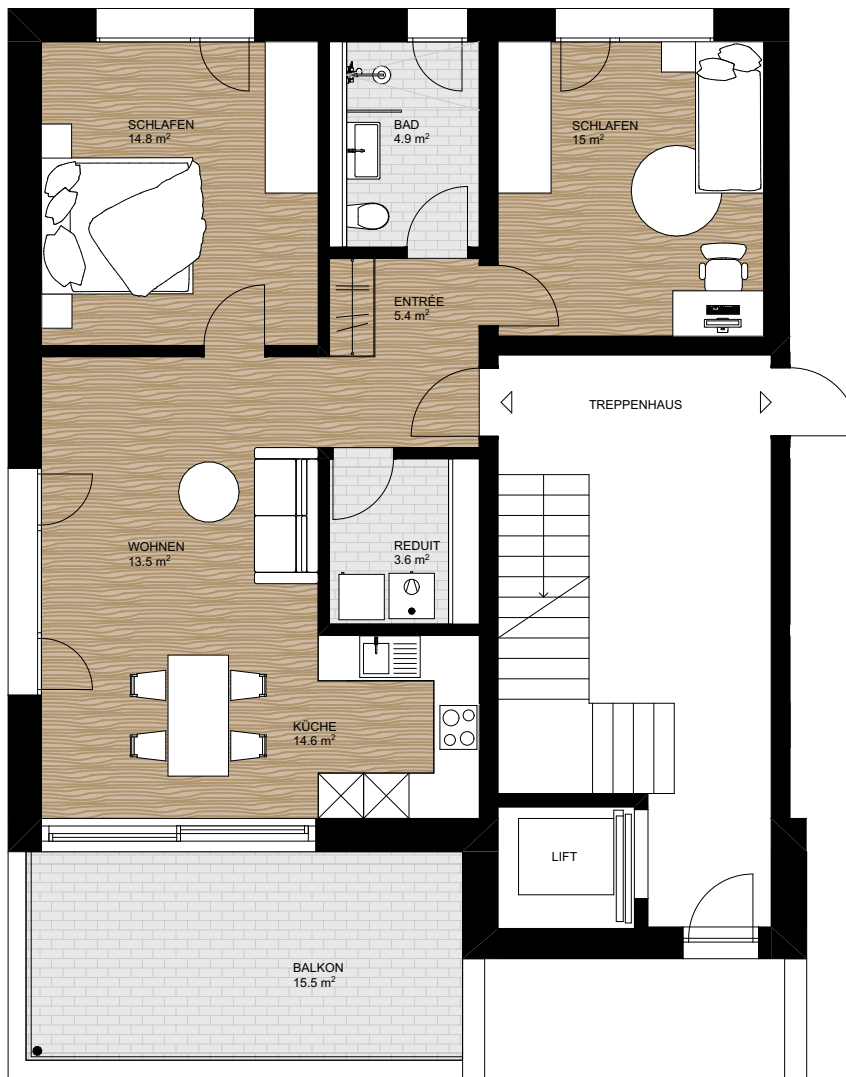 SCHLAFEN
14.8 m²
BAD
4.9 m²
SCHLAFEN
15 m²
ENTRÉE
5.4 m²
TREPPENHAUS
WOHNEN
13.5 m²
REDUIT
3.6 m²
KÜCHE
14.6 m²
LIFT
BALKON
15.5 m²